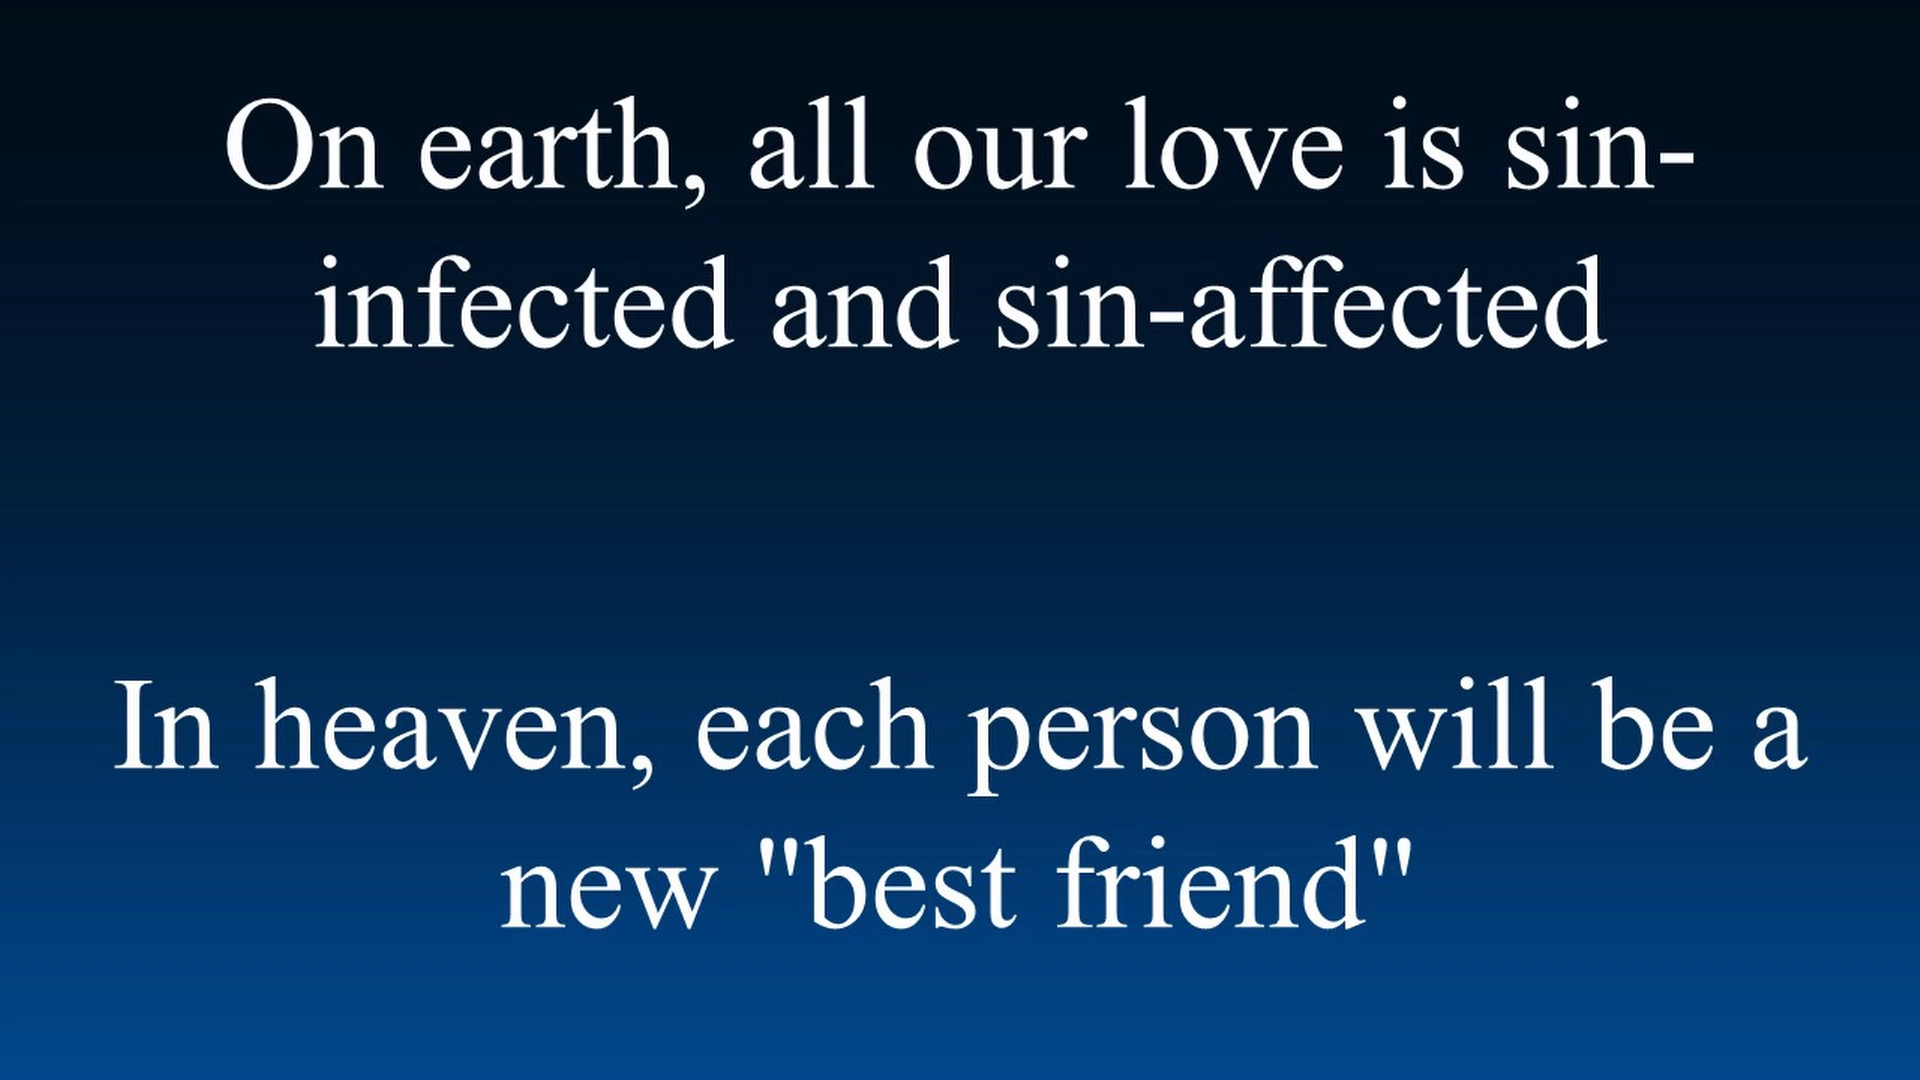 On earth, all our love is sin-
infected and sin-affected
In heaven, each person will be a
new "best friend"